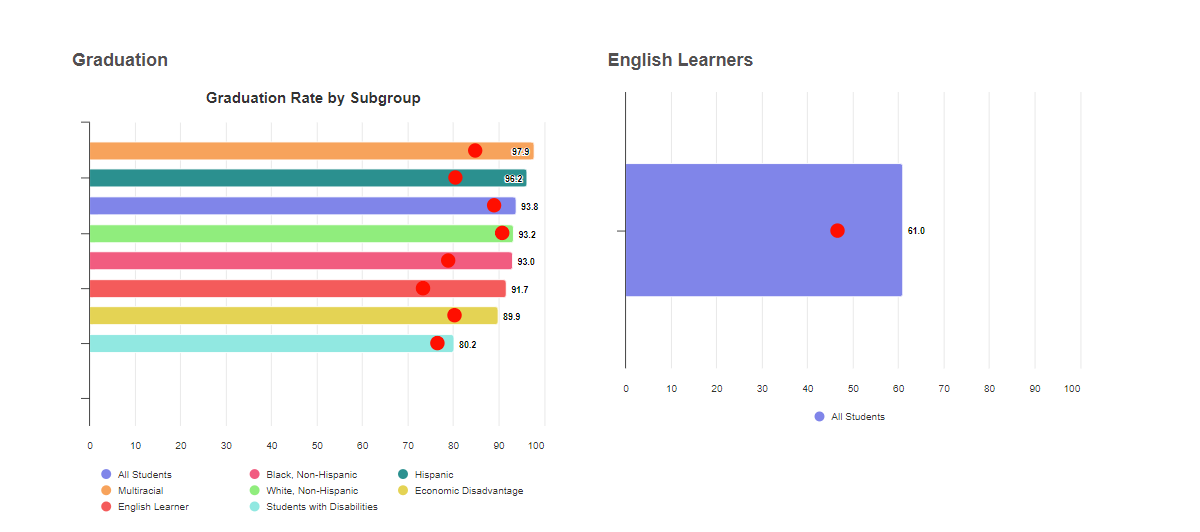 Graduation
Graduation Rate by Subgroup
97.9
96.2
93.8
93.2
93.0
91.7
89.9
80.2
0 10 20 30 40 50 60 70 80 90 100
All Students Black, Non-Hispanic Hispanic
Multiracial White, Non-Hispanic Economic Disadvantage
English Learner Students with Disabilities
English Learners
61.0
0 10 20 30 40 50 60 70 80 90 100
All Students